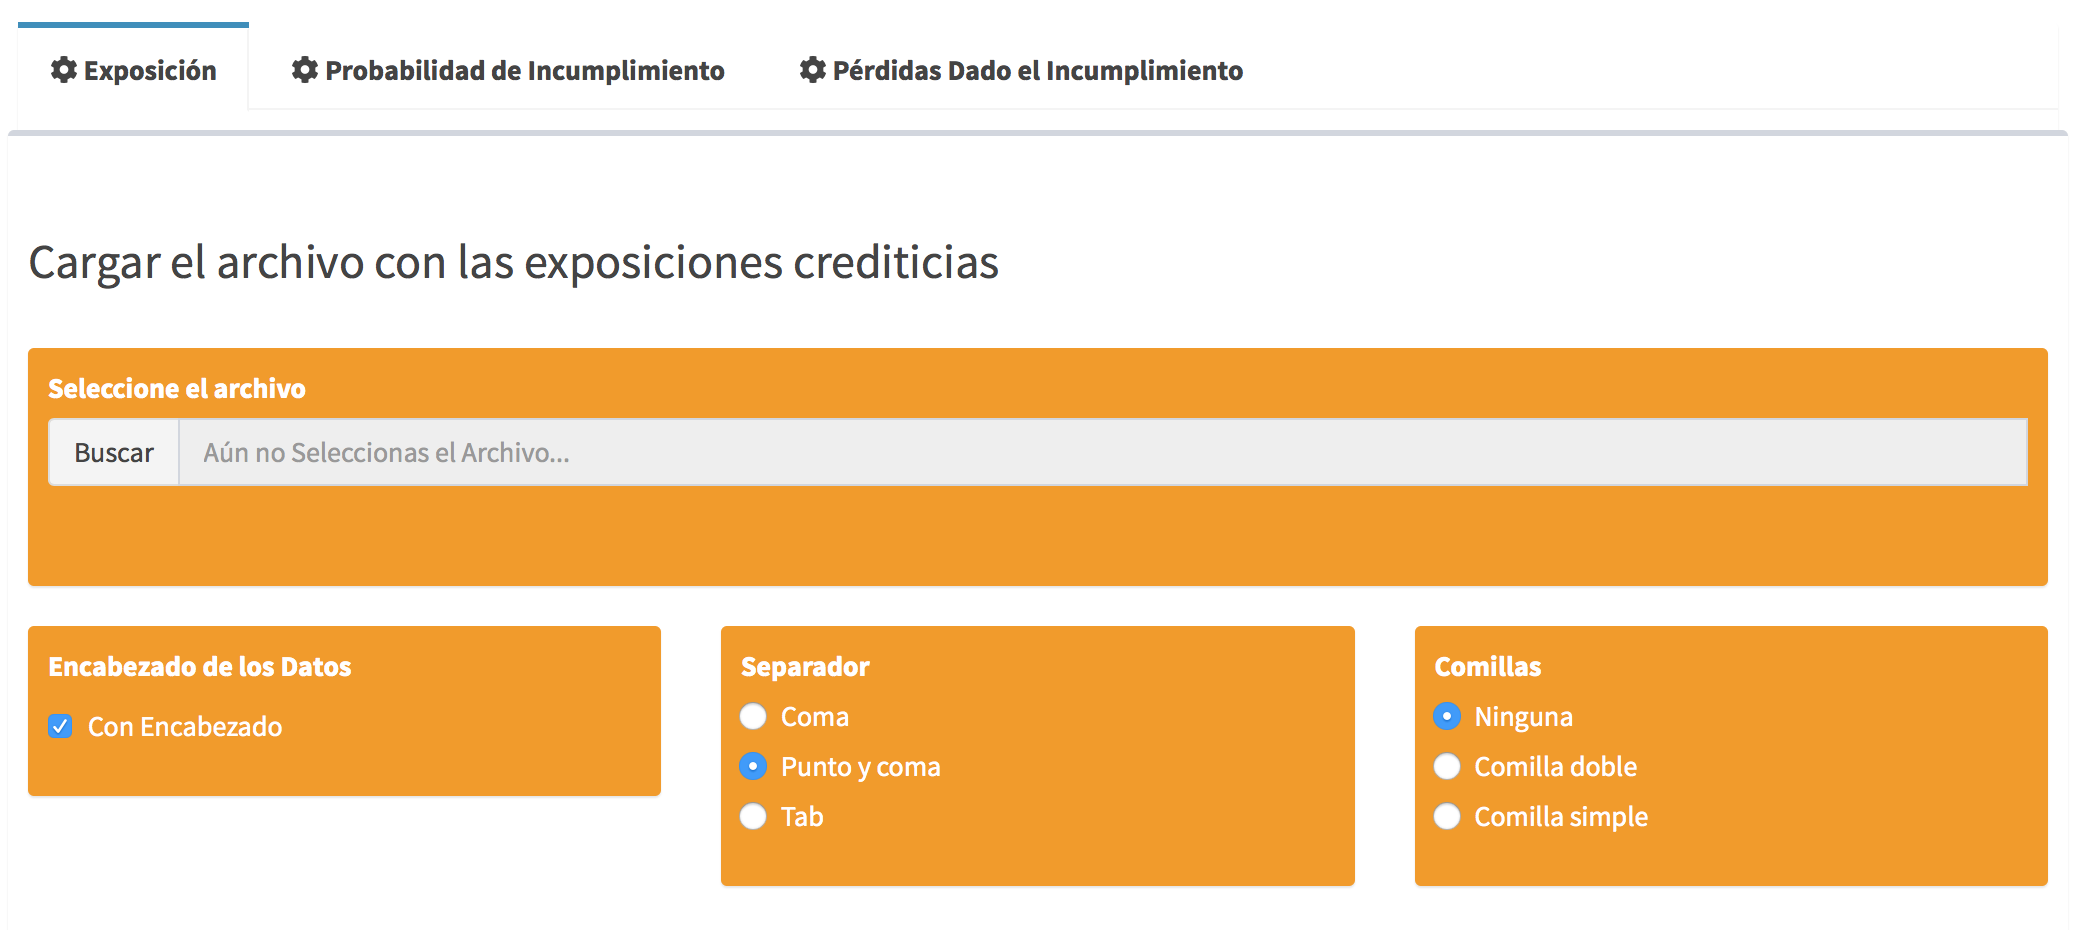 Exposición Probabilidad de Incumplimiento Pérdidas Dado el Incumplimiento
Cargar el archivo con las exposiciones crediticias
Seleccione el archivo
Buscar Aún no Seleccionas el Archivo...
Encabezado de los Datos
Con Encabezado
Separador
Coma
Punto y coma
Tab
Comillas
Ninguna
Comilla doble
Comilla simple